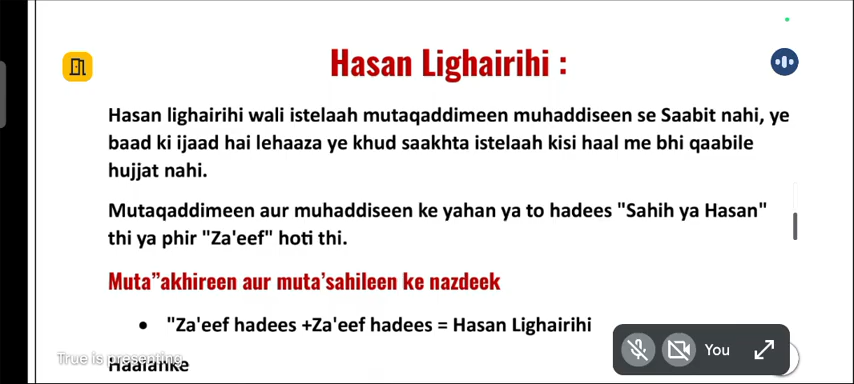 Hasan Lighairihi :
Hasan lighairihi wali istelaah mutaqaddimeen muhaddiseen se Saabit nahi, ye
baad ki ijaad hai lehaaza ye khud saakhta istelaah kisi haal me bhi qaabile
hujjat nahi.
Mutaqaddimeen aur muhaddiseen ke yahan ya to hadees "Sahih ya Hasan"
thi ya phir "Za'eef" hoti thi.
Muta”akhireen aur muta’sahileen ke nazdeek
• "Za'eef hadees +Za'eef hadees = Hasan Lighairihi
You
True is presenting
Haalanke